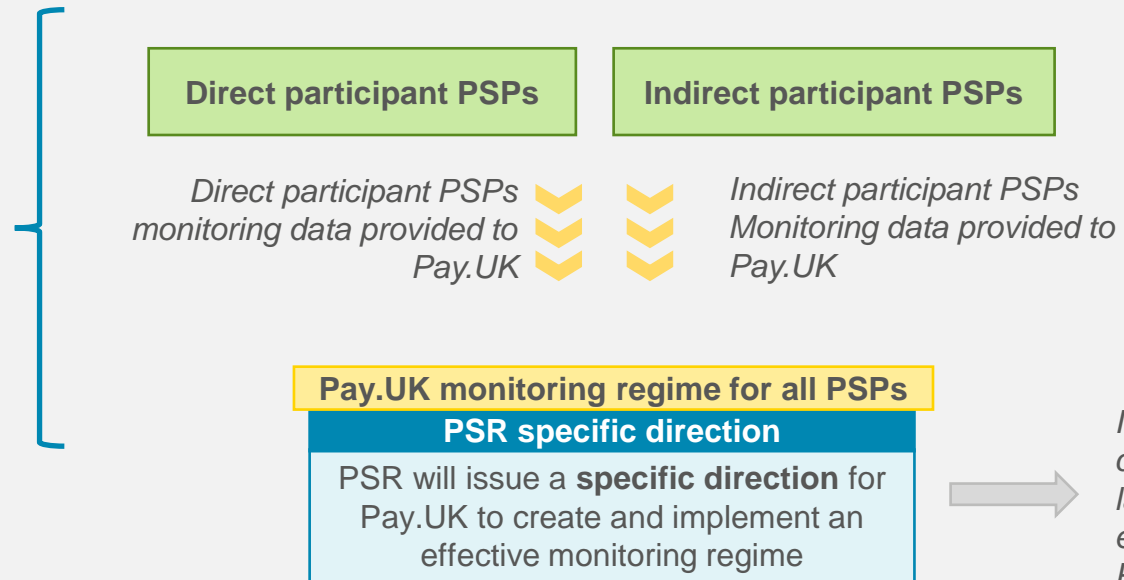 Direct participant PSPs
Indirect participant PSPs
Direct participant PSPs
monitoring data provided to
Pay.UK
Indirect participant PSPs
Monitoring data provided to
Pay.UK
Pay.UK monitoring regime for all PSPs
PSR specific direction
PSR will issue a specific direction for
Pay.UK to create and implement an
effective monitoring regime